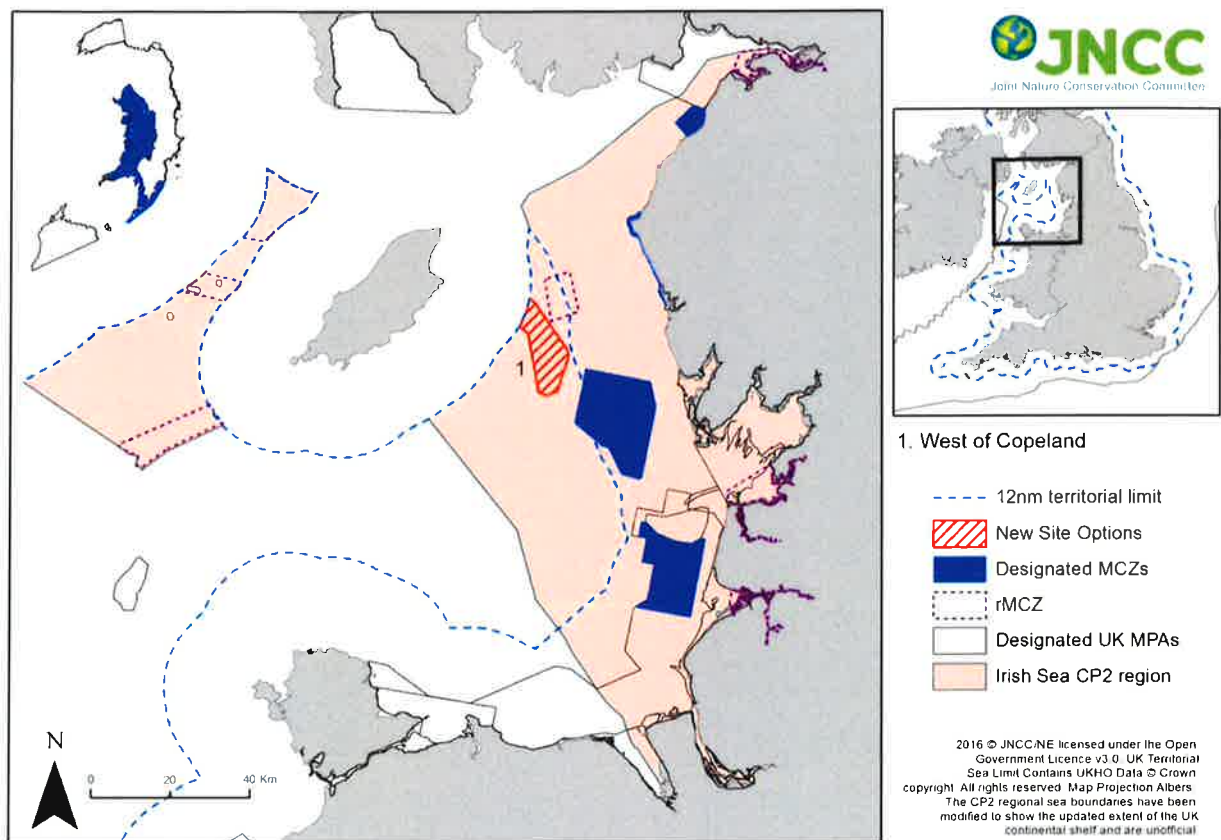 JNCC
Joint Nature Conservation Committee
1
1. West of Copeland
12nm territorial limit
New Site Options
Designated MCZs
rMCZ
Designated UK MPAs
Irish Sea CP2 region
N
0 20 40 Km
2016 © JNCC/NE licensed under the Open
Government Licence v3.0. UK Territorial
Sea Limit Contains UKHO Data © Crown
copyright. All rights reserved. Map Projection Albers
The CP2 regional sea boundaries have been
modified to show the updated extent of the UK
continental shelf and are unofficial